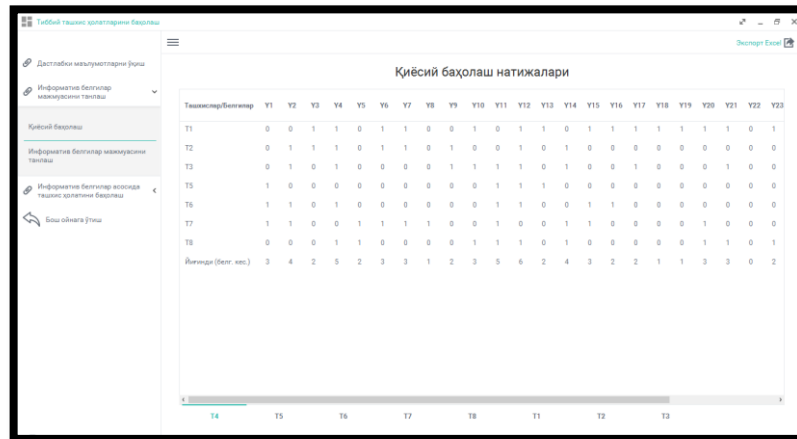 Тиббий ташхис ҳолатларини баҳолаш
Экспорт Excel
Дастлабки маълумотларни ўқиш
Информатив белгилар
мажмуасини танлаш
Қиёсий баҳолаш
Информатив белгилар мажмуасини
танлаш
Информатив белгилар асосида
ташхис ҳолатини баҳолаш
Бош ойнага ўтиш
Қиёсий баҳолаш натижалари
Ташхислар/Белгилар Y1 Y2 Y3 Y4 Y5 Y6 Y7 Y8 Y9 Y10 Y11 Y12 Y13 Y14 Y15 Y16 Y17 Y18 Y19 Y20 Y21 Y22 Y23
T1 0 0 1 1 0 1 1 0 0 1 0 1 1 0 1 1 1 1 1 1 1 0 1
T2 0 1 1 1 0 1 1 0 1 0 0 1 0 1 0 0 0 0 0 0 0 0 0
T3 0 1 0 1 0 0 0 0 1 1 1 1 0 1 0 0 1 0 0 0 1 0 0
T5 1 0 0 0 0 0 0 0 0 0 1 1 1 0 0 0 0 0 0 0 0 0 0
T6 1 1 0 1 0 0 0 0 0 0 1 1 0 0 1 1 0 0 0 0 0 0 0
T7 1 1 0 0 1 1 1 1 0 0 1 0 0 1 1 0 0 0 0 1 0 0 0
T8 0 0 0 1 1 0 0 0 0 1 1 1 0 1 0 0 0 0 0 1 1 0 1
Йиғинди (белг. кес.) 3 4 2 5 2 3 3 1 2 3 5 6 2 4 3 2 2 1 1 3 3 0 2
T4 T5 T6 T7 T8 T1 T2 T3